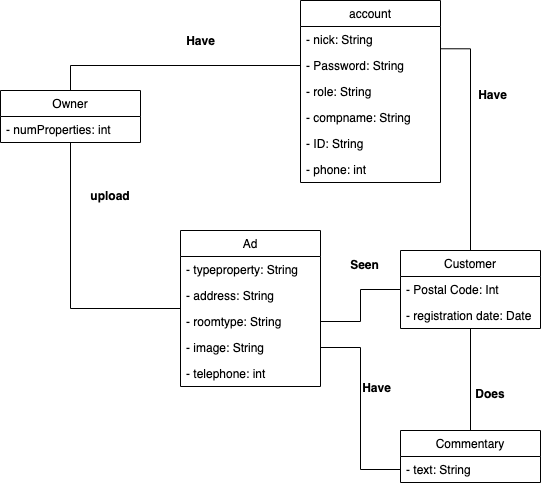 account
- nick: String
- Password: String
- role: String
- compname: String
- ID: String
- phone: int
Have
Have
Owner
- numProperties: int
upload
Ad
- typeproperty: String
- address: String
- roomtype: String
- image: String
- telephone: int
Seen
Customer
- Postal Code: Int
- registration date: Date
Have
Does
Commentary
- text: String